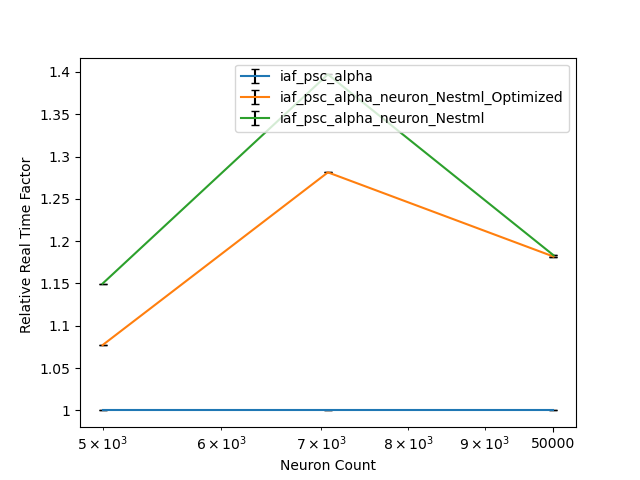 1.4
1.35
1.3
1.25
1.2
1.15
1.1
1.05
1
Relative Real Time Factor
iaf_psc_alpha
iaf_psc_alpha_neuron_Nestml_Optimized
iaf_psc_alpha_neuron_Nestml
5 × 10³
6 × 10³
7 × 10³
8 × 10³
9 × 10³
50000
Neuron Count